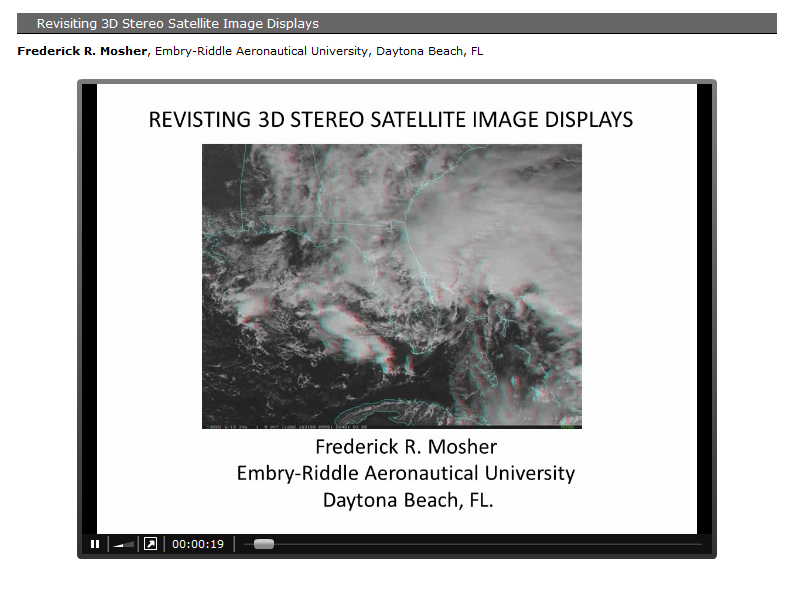 Revisiting 3D Stereo Satellite Image Displays
Frederick R. Mosher, Embry-Riddle Aeronautical University, Daytona Beach, FL
REVISTING 3D STEREO SATELLITE IMAGE DISPLAYS
Frederick R. Mosher
Embry-Riddle Aeronautical University
Daytona Beach, FL.
00:00:19